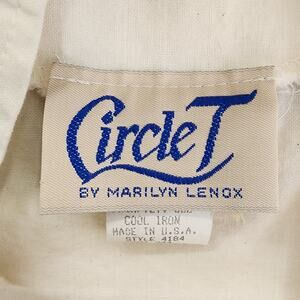 Circle T
BY MARILYN LENOX
COOL IRON
MADE IN U.S.A.
STYLE 4184